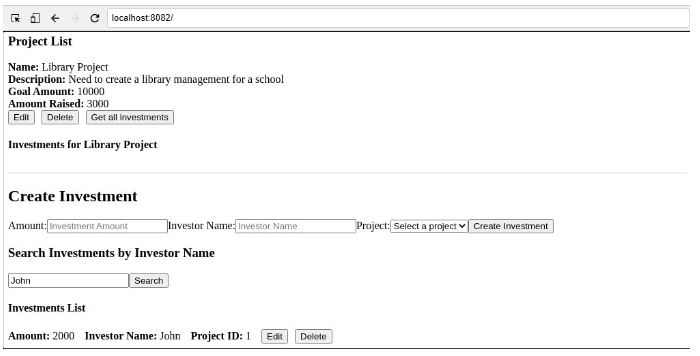 localhost:8082/
Project List
Name: Library Project
Description: Need to create a library management for a school
Goal Amount: 10000
Amount Raised: 3000
Edit Delete Get all investments
Investments for Library Project
Create Investment
Amount: Investment Amount Investor Name: Investor Name Project: Select a project Create Investment
Search Investments by Investor Name
John Search
Investments List
Amount: 2000 Investor Name: John Project ID: 1 Edit Delete